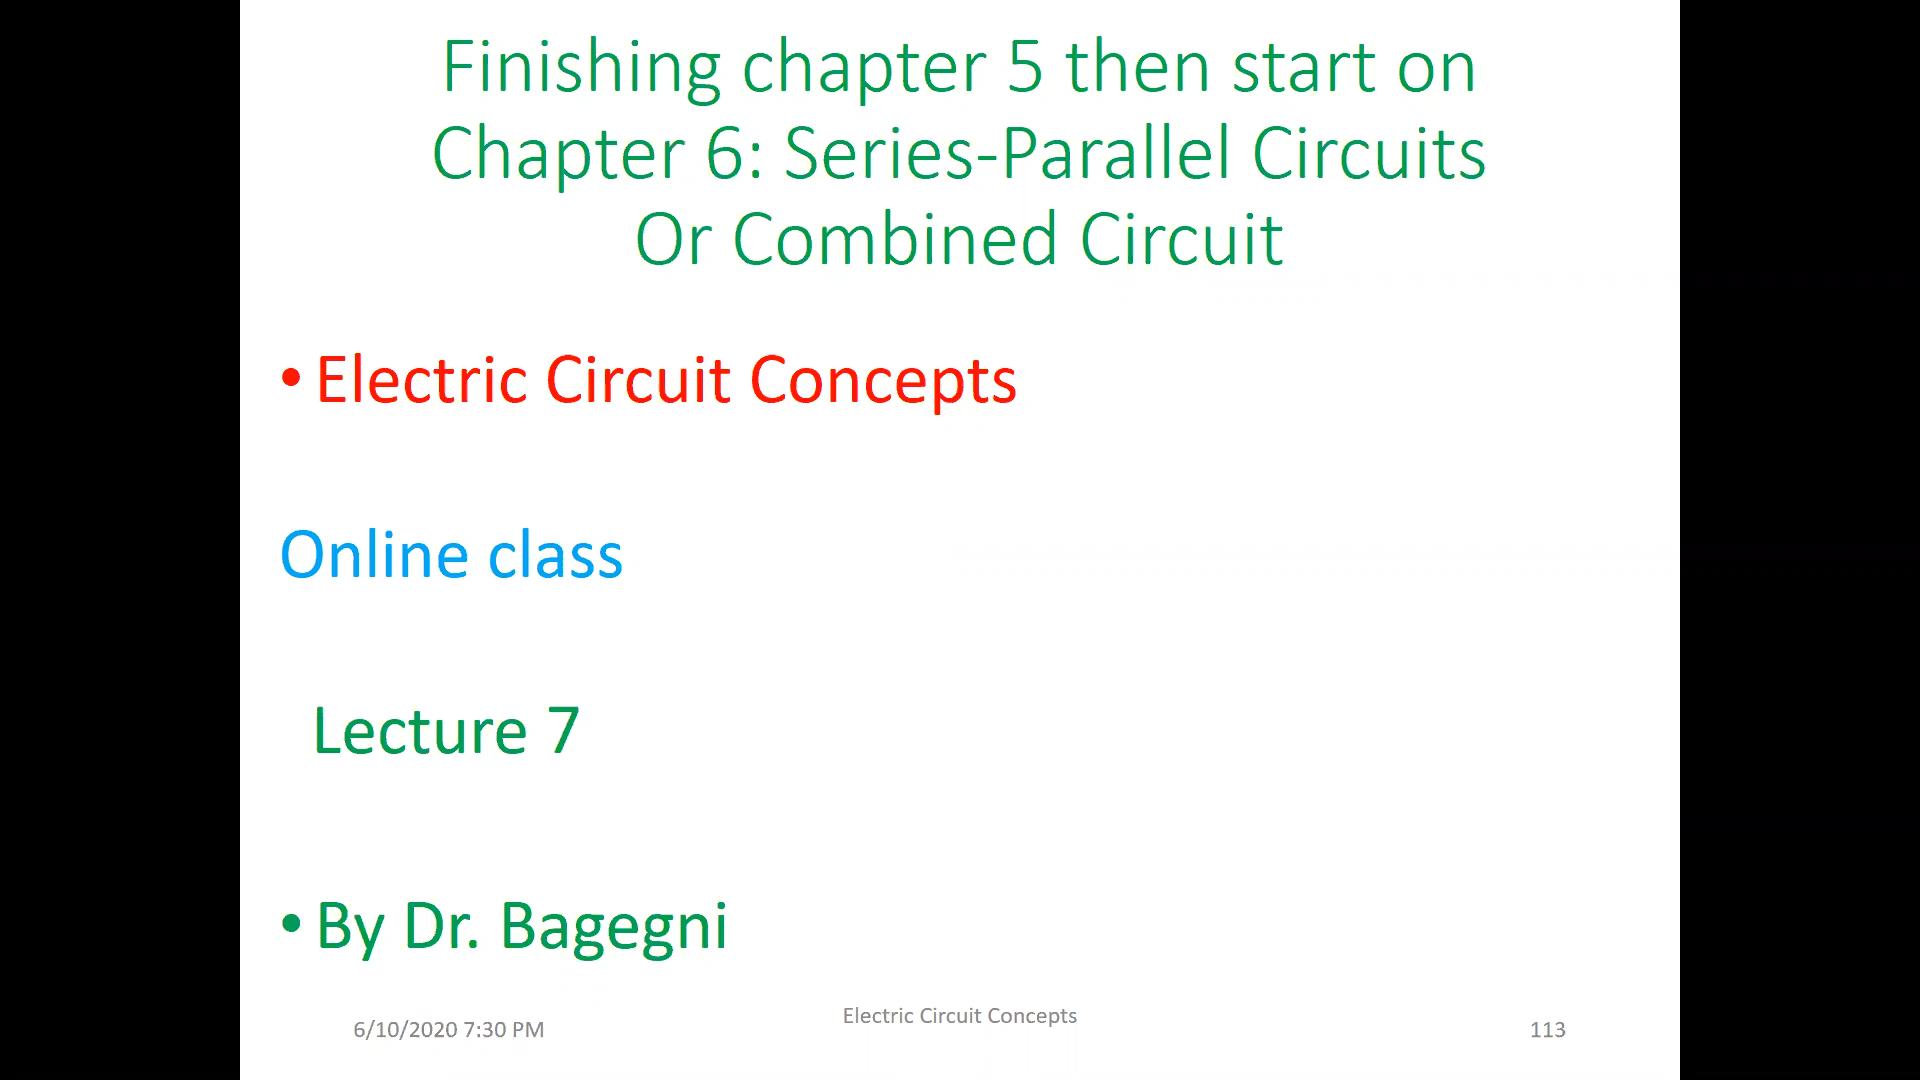 Finishing chapter 5 then start on
Chapter 6: Series-Parallel Circuits
Or Combined Circuit
• Electric Circuit Concepts
Online class
Lecture 7
• By Dr. Bagegni
6/10/2020 7:30 PM
Electric Circuit Concepts
113